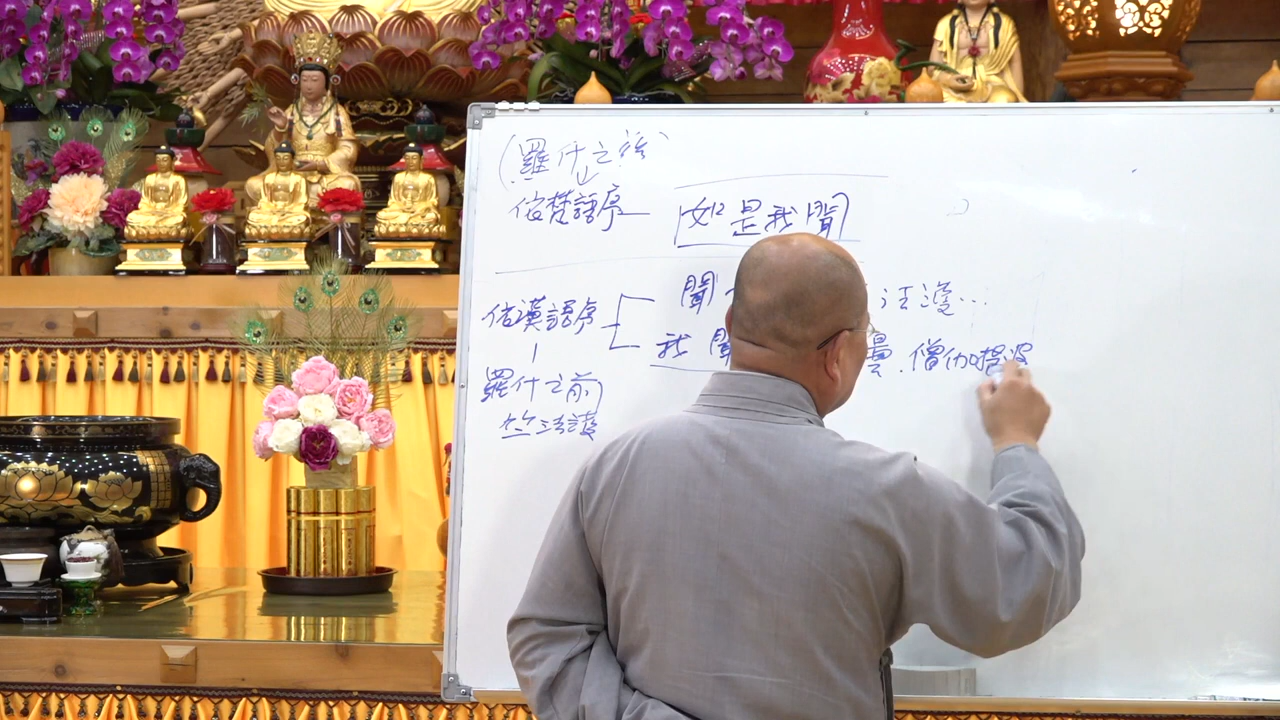 (羅什之後)
依梵語序 — 如是我聞
依漢語序 聞 法護…
我聞 曇.僧伽提婆
羅什之前
竺法護